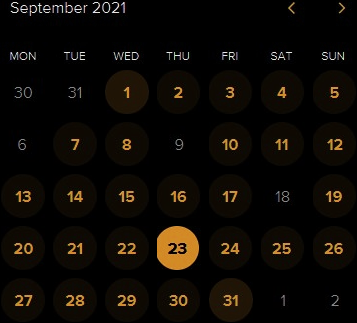 September 2021 < >
MON TUE WED THU FRI SAT SUN
30 31 1 2 3 4 5
6 7 8 9 10 11 12
13 14 15 16 17 18 19
20 21 22 23 24 25 26
27 28 29 30 31 1 2